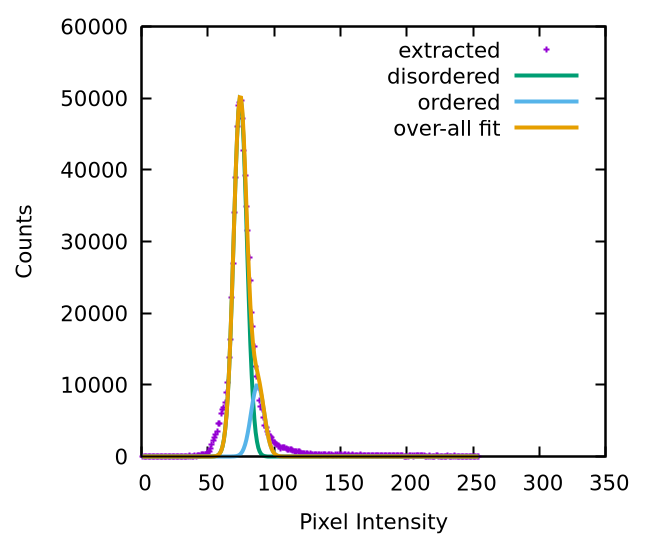 60000
50000
40000
30000
20000
10000
0
Counts
extracted
disordered
ordered
over-all fit
0 50 100 150 200 250 300 350
Pixel Intensity